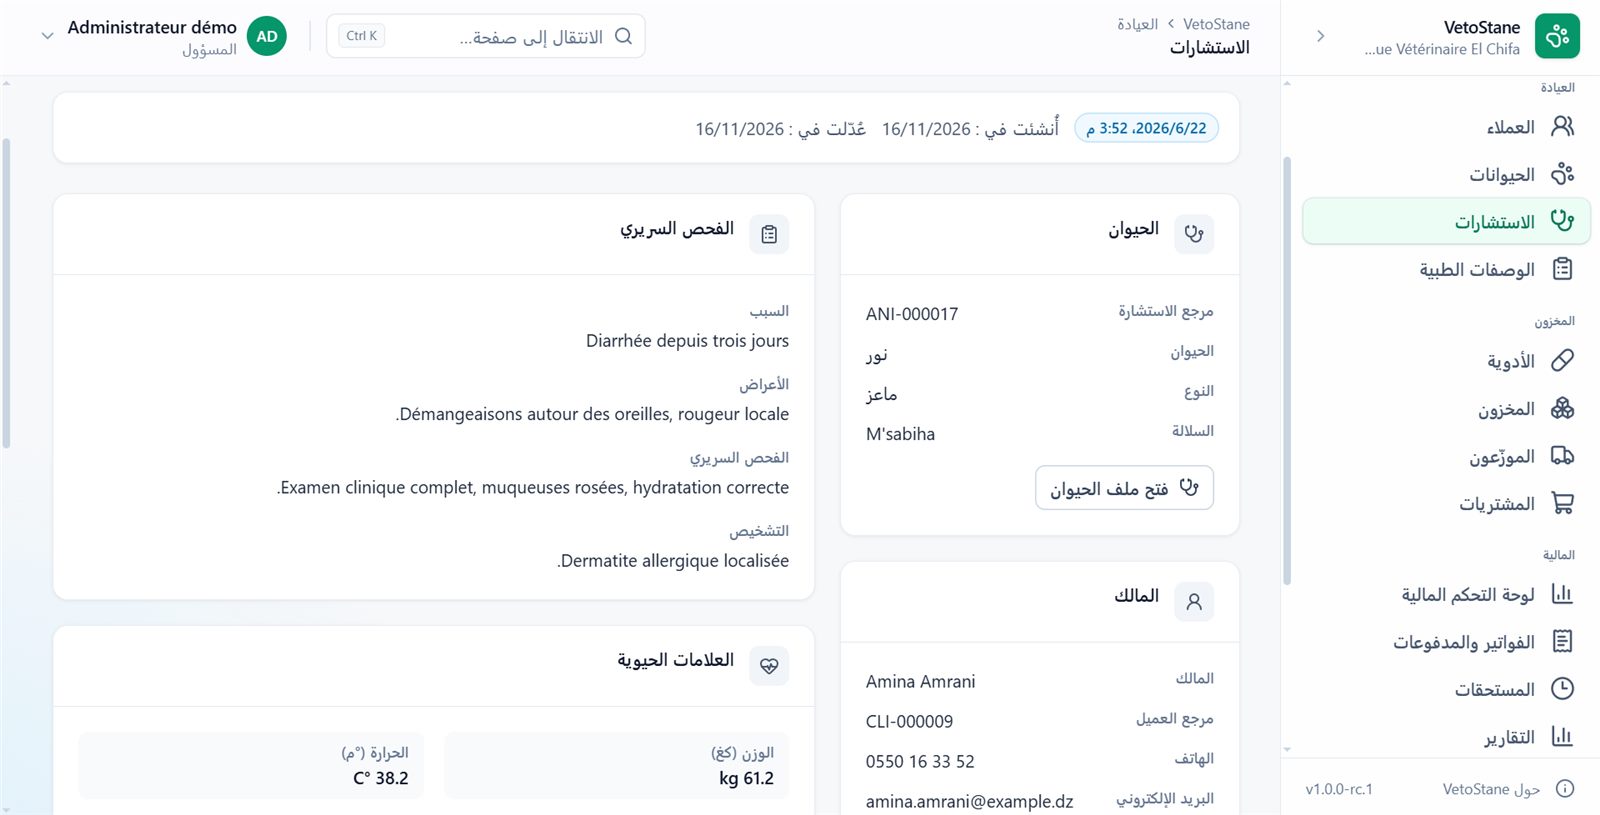 VetoStane
...ue Vétérinaire El Chifa
العيادة
العملاء
الحيوانات
الاستشارات
الوصفات الطبية
المخزون
الأدوية
المخزون
الموزّعون
المشتريات
المالية
لوحة التحكم المالية
الفواتير والمدفوعات
المستحقات
التقارير
حول VetoStane
v1.0.0-rc.1
VetoStane > العيادة
الاستشارات
الانتقال إلى صفحة...
Ctrl K
AD
Administrateur démo
المسؤول
2026/6/22، 3:52 م
أُنشئت في : 16/11/2026
عُدّلت في : 16/11/2026
الحيوان
مرجع الاستشارة ANI-000017
الحيوان نور
النوع ماعز
السلالة M'sabiha
فتح ملف الحيوان
المالك
المالك Amina Amrani
مرجع العميل CLI-000009
الهاتف 0550 16 33 52
البريد الإلكتروني amina.amrani@example.dz
الفحص السريري
السبب
Diarrhée depuis trois jours
الأعراض
.Démangeaisons autour des oreilles, rougeur locale
الفحص السريري
.Examen clinique complet, muqueuses rosées, hydratation correcte
التشخيص
.Dermatite allergique localisée
العلامات الحيوية
الوزن (كغ)
kg 61.2
الحرارة (°م)
C° 38.2